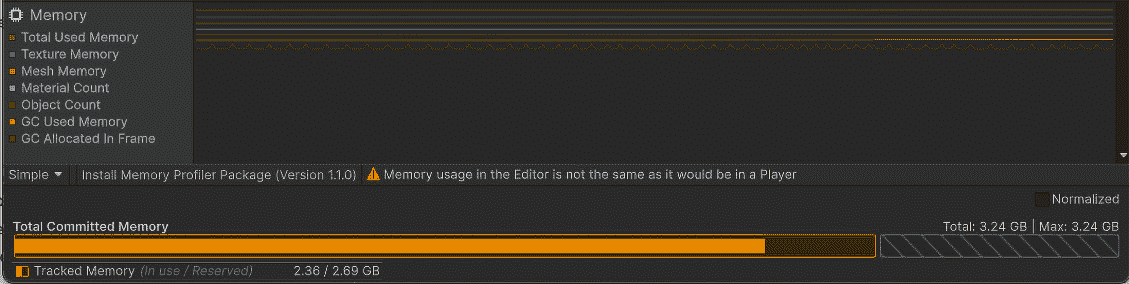 Memory
Total Used Memory
Texture Memory
Mesh Memory
Material Count
Object Count
GC Used Memory
GC Allocated In Frame
Simple Install Memory Profiler Package (Version 1.1.0) Memory usage in the Editor is not the same as it would be in a Player
Normalized
Total Committed Memory Total: 3.24 GB | Max: 3.24 GB
Tracked Memory (In use / Reserved) 2.36 / 2.69 GB